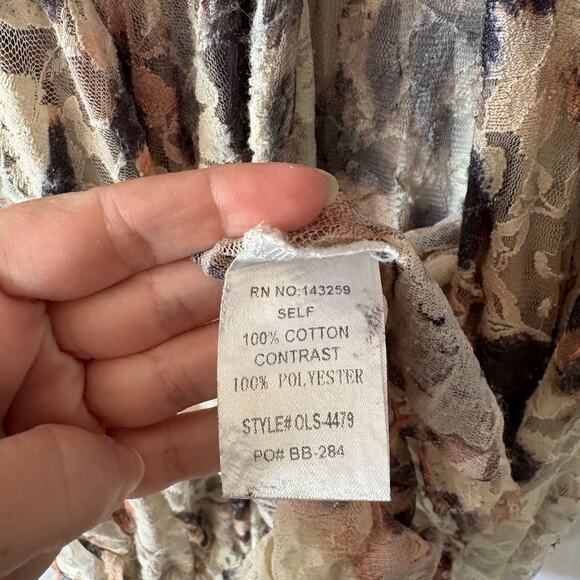 RN NO:143259
SELF
100% COTTON
CONTRAST
100% POLYESTER
STYLE# OLS-4479
PO# BB-284